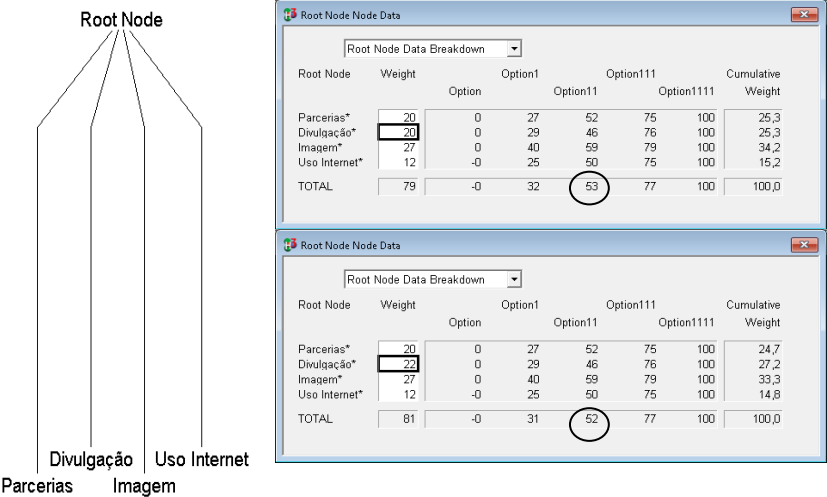 Root Node
Divulgação Uso Internet
Parcerias Imagem
Root Node Node Data
Root Node Data Breakdown
Root Node Weight Option1 Option111 Cumulative
Option Option11 Option1111 Weight
Parcerias* 20 0 27 52 75 100 25,3
Divulgação* 20 0 29 46 76 100 25,3
Imagem* 27 0 40 59 79 100 34,2
Uso Internet* 12 -0 25 50 75 100 15,2
TOTAL 79 -0 32 53 77 100 100,0
Root Node Node Data
Root Node Data Breakdown
Root Node Weight Option1 Option111 Cumulative
Option Option11 Option1111 Weight
Parcerias* 20 0 27 52 75 100 24,7
Divulgação* 22 0 29 46 76 100 27,2
Imagem* 27 0 40 59 79 100 33,3
Uso Internet* 12 -0 25 50 75 100 14,8
TOTAL 81 -0 31 52 77 100 100,0